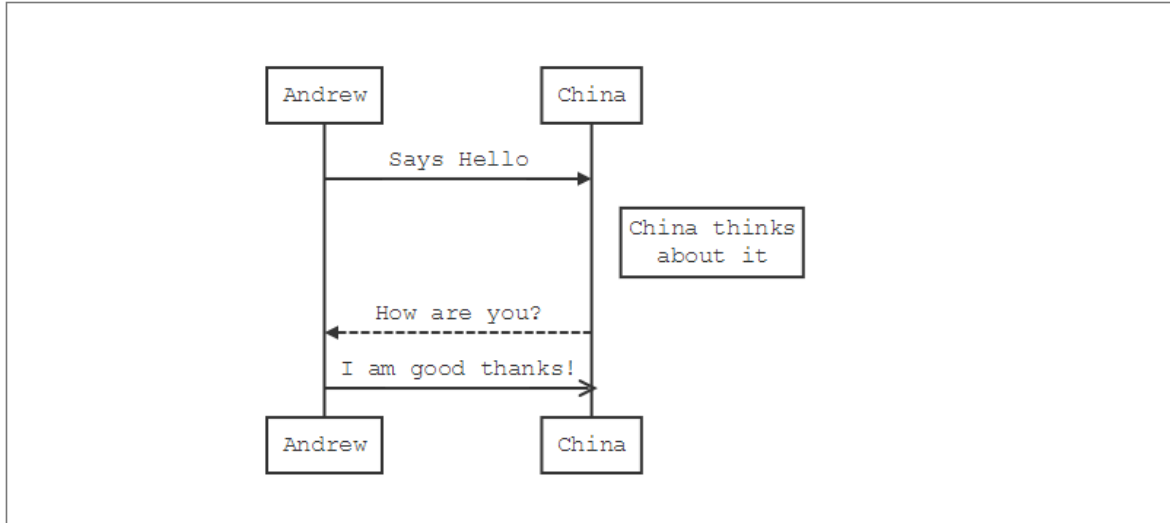 Andrew
China
Says Hello
China thinks
about it
How are you?
I am good thanks!
Andrew
China